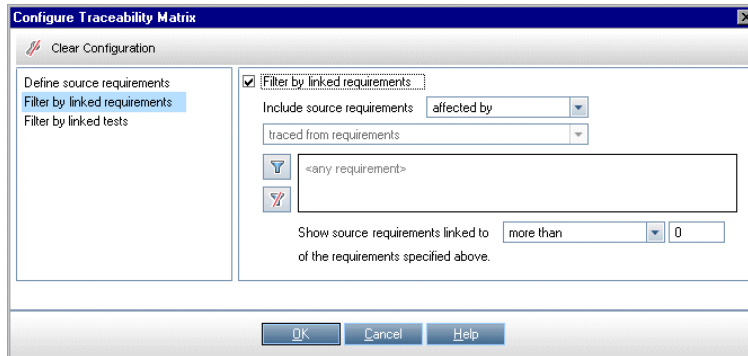 Configure Traceability Matrix
Clear Configuration
Define source requirements
Filter by linked requirements
Filter by linked tests
Filter by linked requirements
Include source requirements affected by
traced from requirements
<any requirement>
Show source requirements linked to more than 0
of the requirements specified above.
OK Cancel Help